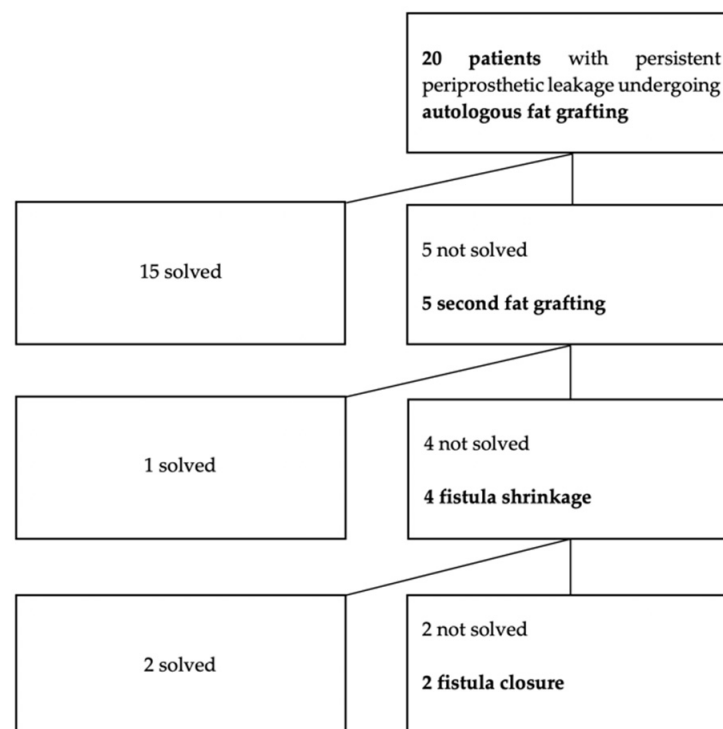 20 patients with persistent
periprosthetic leakage undergoing
autologous fat grafting
15 solved
5 not solved
5 second fat grafting
1 solved
4 not solved
4 fistula shrinkage
2 solved
2 not solved
2 fistula closure